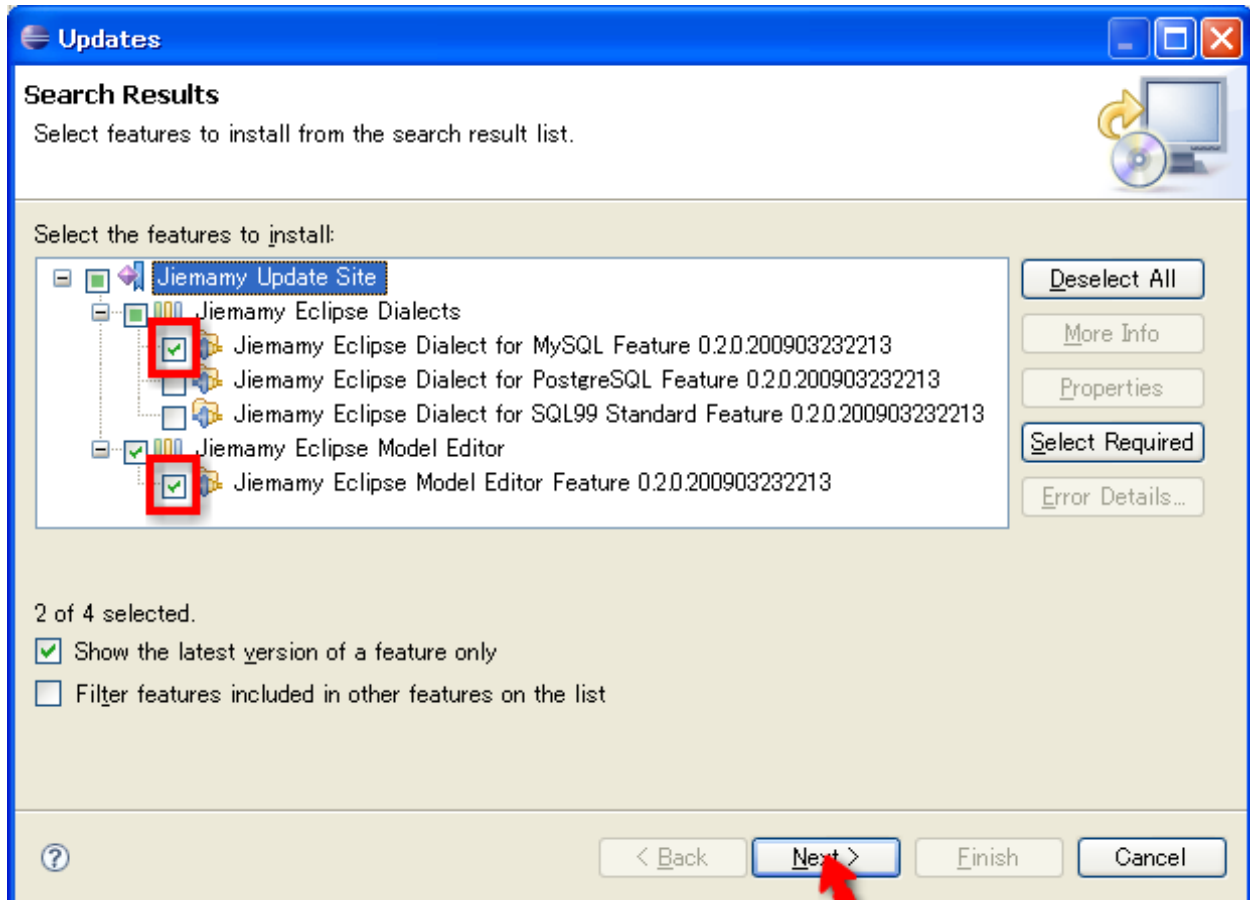 Updates
Search Results
Select features to install from the search result list.
Select the features to install:
Jiemamy Update Site
Jiemamy Eclipse Dialects
Jiemamy Eclipse Dialect for MySQL Feature 0.2.0.200903232213
Jiemamy Eclipse Dialect for PostgreSQL Feature 0.2.0.200903232213
Jiemamy Eclipse Dialect for SQL99 Standard Feature 0.2.0.200903232213
Jiemamy Eclipse Model Editor
Jiemamy Eclipse Model Editor Feature 0.2.0.200903232213
Deselect All
More Info
Properties
Select Required
Error Details...
2 of 4 selected.
Show the latest version of a feature only
Filter features included in other features on the list
?
< Back
Next >
Finish
Cancel